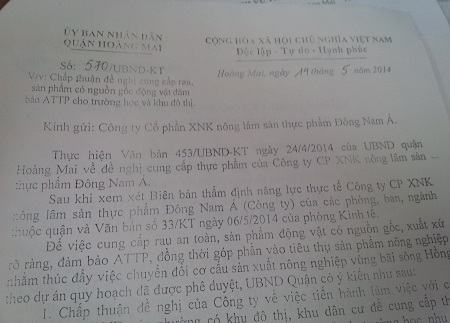 ỦY BAN NHÂN DÂN
QUẬN HOÀNG MAI
CỘNG HÒA XÃ HỘI CHỦ NGHĨA VIỆT NAM
Độc lập - Tự do - Hạnh phúc
Số: 570/UBND-KT
Hoàng Mai, ngày 19 tháng 5 năm 2014
V/v: Chấp thuận đề nghị cung cấp rau,
sản phẩm có nguồn gốc động vật đảm
bảo ATTP cho trường học và khu đô thị.
Kính gửi: Công ty Cổ phần XNK nông lâm sản thực phẩm Đông Nam Á.
Thực hiện Văn bản 453/UBND-KT ngày 24/4/2014 của UBND quận
Hoàng Mai về đề nghị cung cấp thực phẩm của Công ty CP XNK nông lâm sản
thực phẩm Đông Nam Á.
Sau khi xem xét Biên bản thẩm định năng lực thực tế Công ty CP XNK
nông lâm sản thực phẩm Đông Nam Á (Công ty) của các phòng, ban, ngành
thuộc quận và Văn bản số 33/KT ngày 06/5/2014 của phòng Kinh tế.
Để việc cung cấp rau an toàn, sản phẩm động vật có nguồn gốc, xuất xứ
rõ ràng, đảm bảo ATTP, đồng thời góp phần vào tiêu thụ sản phẩm nông nghiệp
nhằm thúc đẩy việc chuyển đổi cơ cấu sản xuất nông nghiệp vùng bãi sông Hồng
theo dự án quy hoạch đã được phê duyệt, UBND Quận có ý kiến như sau:
1. Chấp thuận đề nghị của Công ty về việc tiến hành làm việc với c
có khu đô thị, khu dân cư để cung cấp th